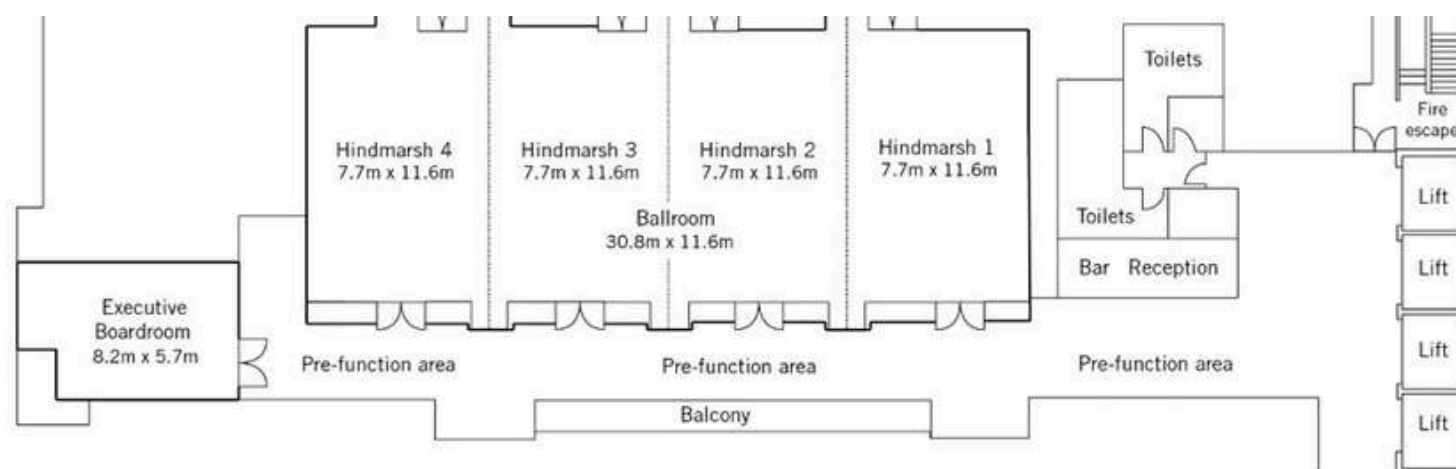 Toilets
Fire
escape
Hindmarsh 4
7.7m x 11.6m
Hindmarsh 3
7.7m x 11.6m
Hindmarsh 2
7.7m x 11.6m
Hindmarsh 1
7.7m x 11.6m
Lift
Toilets
Ballroom
30.8m x 11.6m
Bar Reception
Lift
Executive
Boardroom
8.2m x 5.7m
Pre-function area
Pre-function area
Pre-function area
Lift
Balcony
Lift